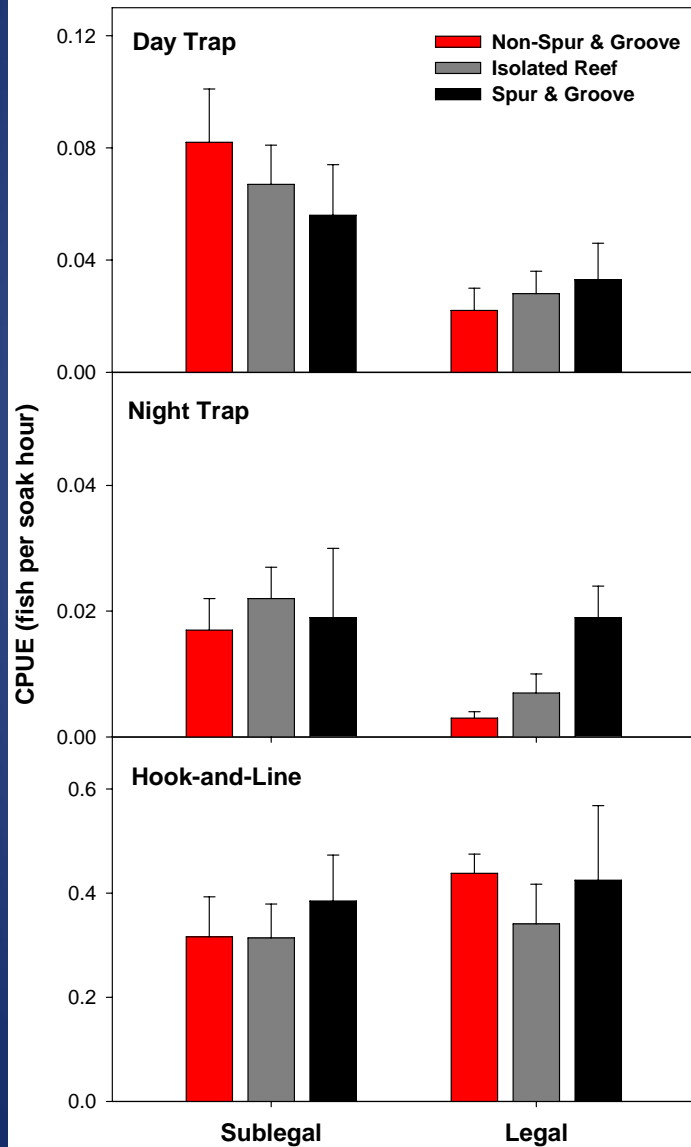 CPUE (fish per soak hour)
Day Trap
Non-Spur & Groove
Isolated Reef
Spur & Groove
0.12
0.08
0.04
0.00
Night Trap
0.04
0.02
0.00
Hook-and-Line
0.6
0.4
0.2
0.0
Sublegal Legal